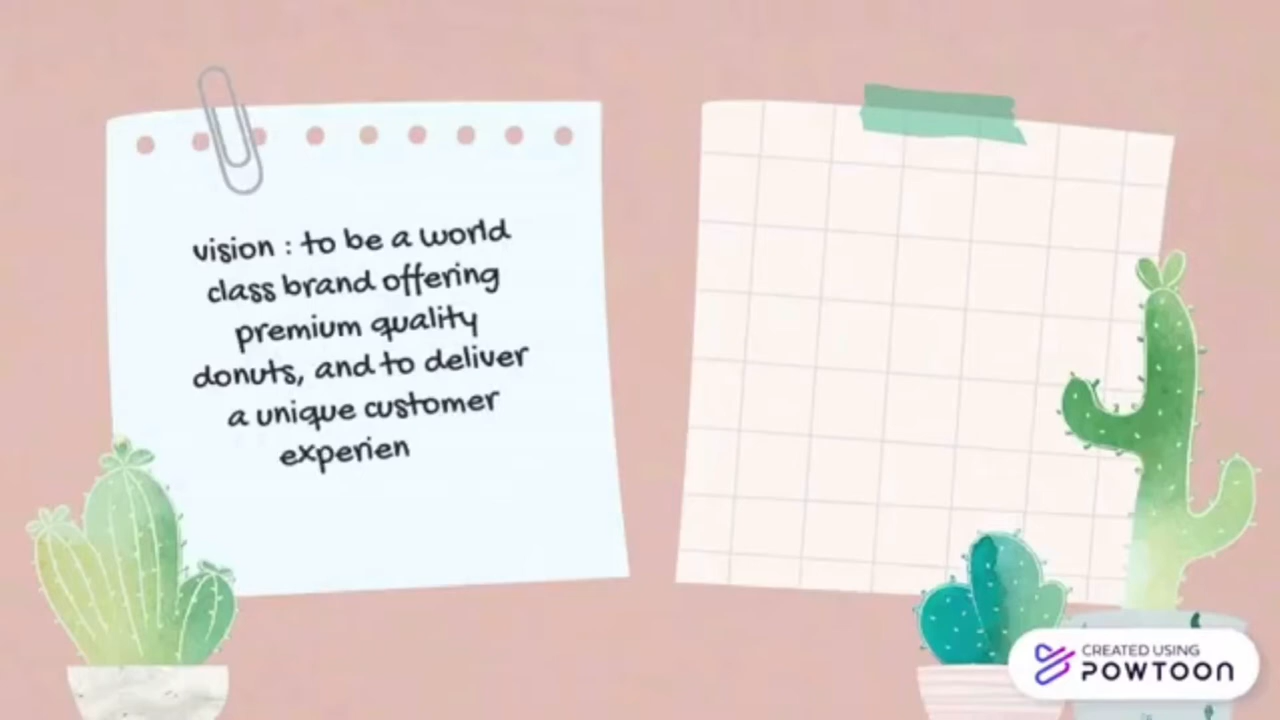 vision : to be a world
class brand offering
premium quality
donuts, and to deliver
a unique customer
experien
CREATED USING
POWTOON